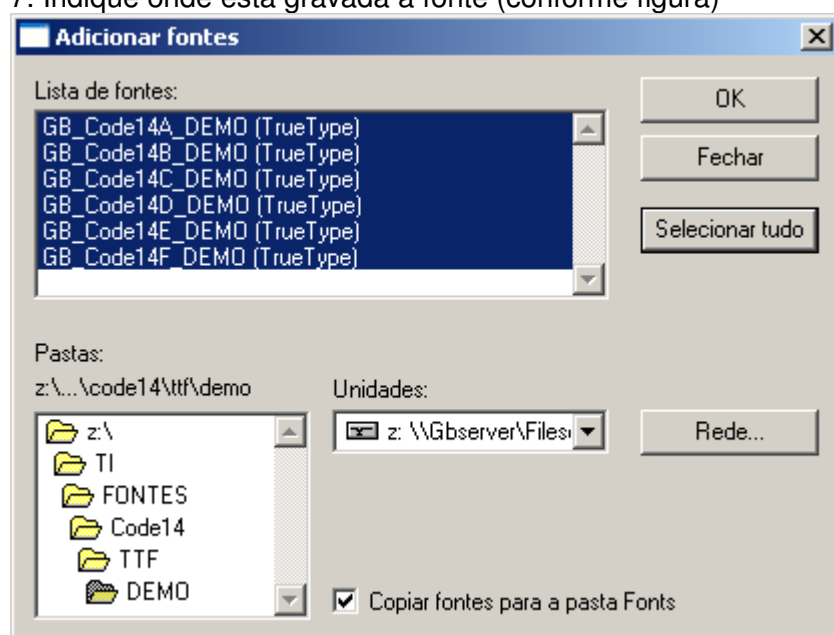 7. Indique onde está gravada a fonte (conforme figura)
Adicionar fontes
Lista de fontes:
GB_Code14A_DEMO (TrueType)
GB_Code14B_DEMO (TrueType)
GB_Code14C_DEMO (TrueType)
GB_Code14D_DEMO (TrueType)
GB_Code14E_DEMO (TrueType)
GB_Code14F_DEMO (TrueType)
OK
Fechar
Selecionar tudo
Pastas:
z:\...\code14\ttf\demo
z:\
TI
FONTES
Code14
TTF
DEMO
Unidades:
z: \\Gbserver\Files
Rede...
Copiar fontes para a pasta Fonts